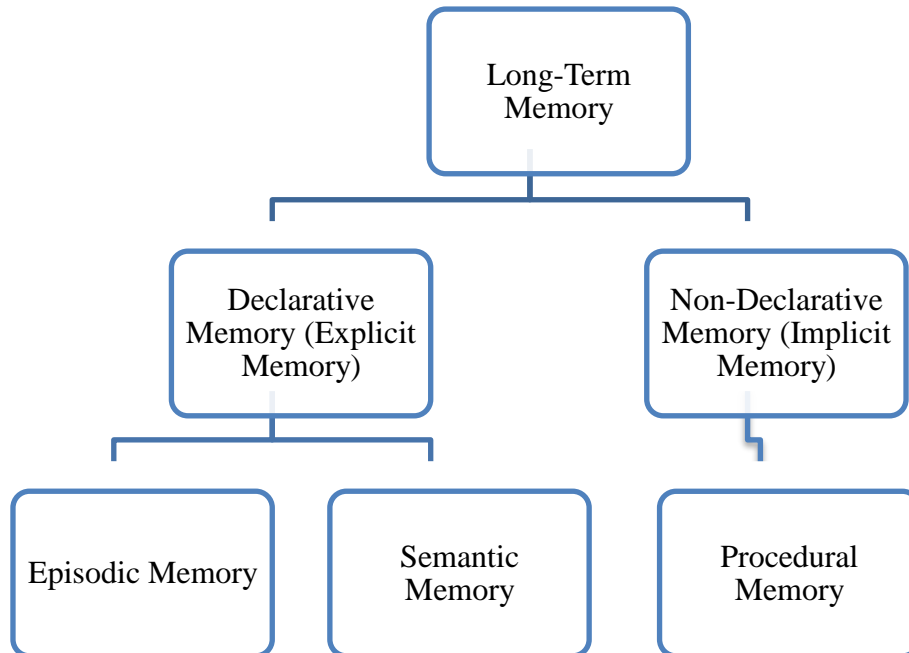 Long-Term
Memory
Declarative
Memory (Explicit
Memory)
Non-Declarative
Memory (Implicit
Memory)
Episodic Memory
Semantic
Memory
Procedural
Memory